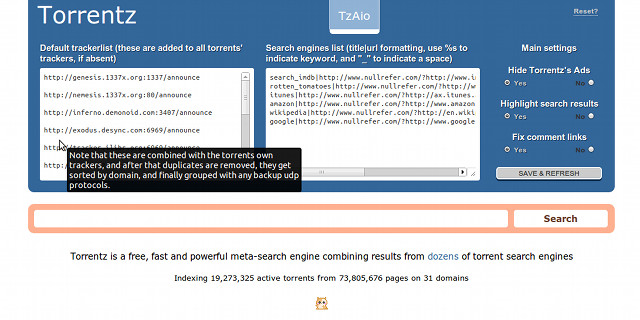 Torrentz
TzAio
Reset?
Default trackerlist (these are added to all torrents'
trackers, if absent)
http://genesis.1337x.org:1337/announce
http://nemesis.1337x.org:80/announce
http://inferno.demonoid.com:3407/announce
http://exodus.desync.com:6969/announce
Note that these are combined with the torrents own
trackers, and after that duplicates are removed, they get
sorted by domain, and finally grouped with any backup udp
protocols.
Search engines list (title|url formatting, use %s to
indicate keyword, and "_" to indicate a space)
search_imdb|http://www.nullrefer.com/?http://www.i
rotten_tomatoes|http://www.nullrefer.com/?http://w
itunes|http://www.nullrefer.com/?http://ax.itunes.
amazon|http://www.nullrefer.com/?http://www.amazon
wikipedia|http://www.nullrefer.com/?http://en.wiki
google|http://www.nullrefer.com/?http://www.google
Main settings
Hide Torrentz's Ads
Yes No
Highlight search results
Yes No
Fix comment links
Yes No
SAVE & REFRESH
Search
Torrentz is a free, fast and powerful meta-search engine combining results from dozens of torrent search engines
Indexing 19,273,325 active torrents from 73,805,676 pages on 31 domains